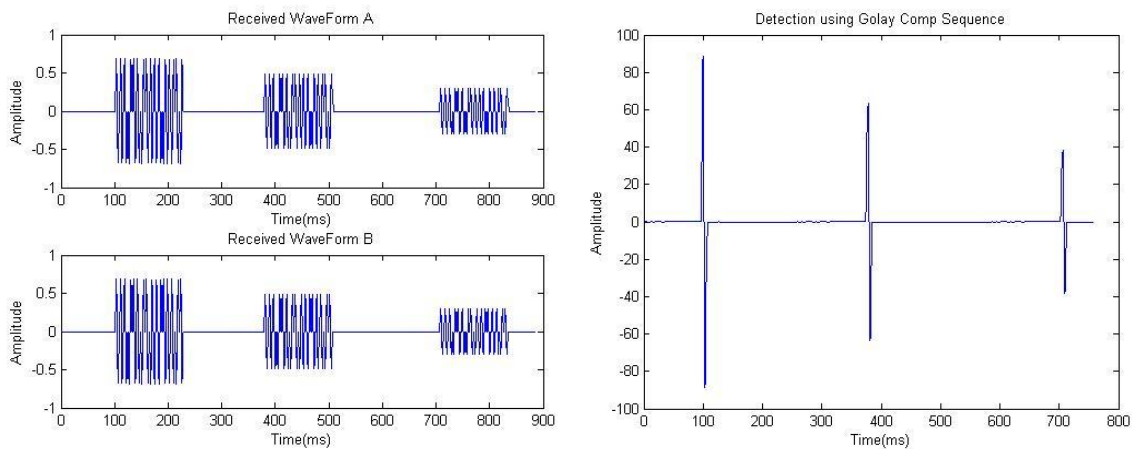 Received WaveForm A
1
0.5
0
-0.5
-1
Amplitude
0 100 200 300 400 500 600 700 800 900
Time(ms)
Received WaveForm B
1
0.5
0
-0.5
-1
Amplitude
0 100 200 300 400 500 600 700 800 900
Time(ms)
Detection using Golay Comp Sequence
100
80
60
40
20
0
-20
-40
-60
-80
-100
Amplitude
0 100 200 300 400 500 600 700 800
Time(ms)